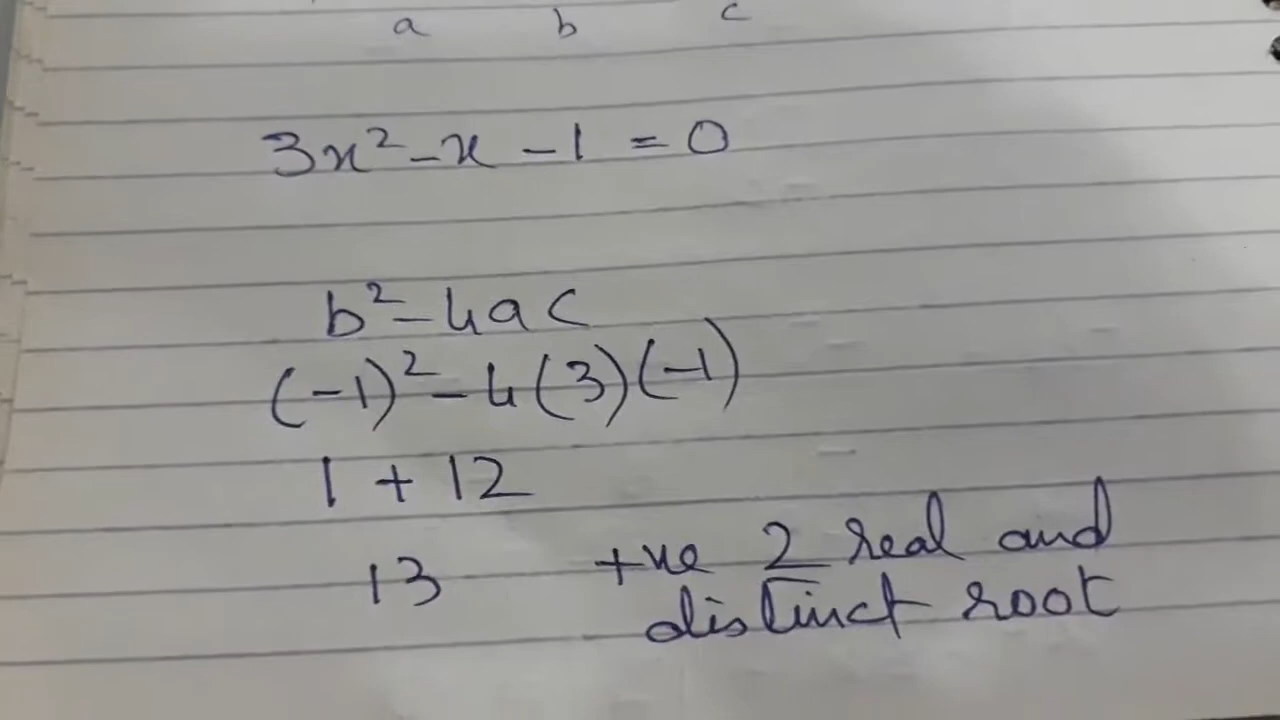 a b c
3x² - x - 1 = 0
b² - 4ac
(-1)² - 4(3)(-1)
1 + 12
13 +ve 2 real and
distinct root